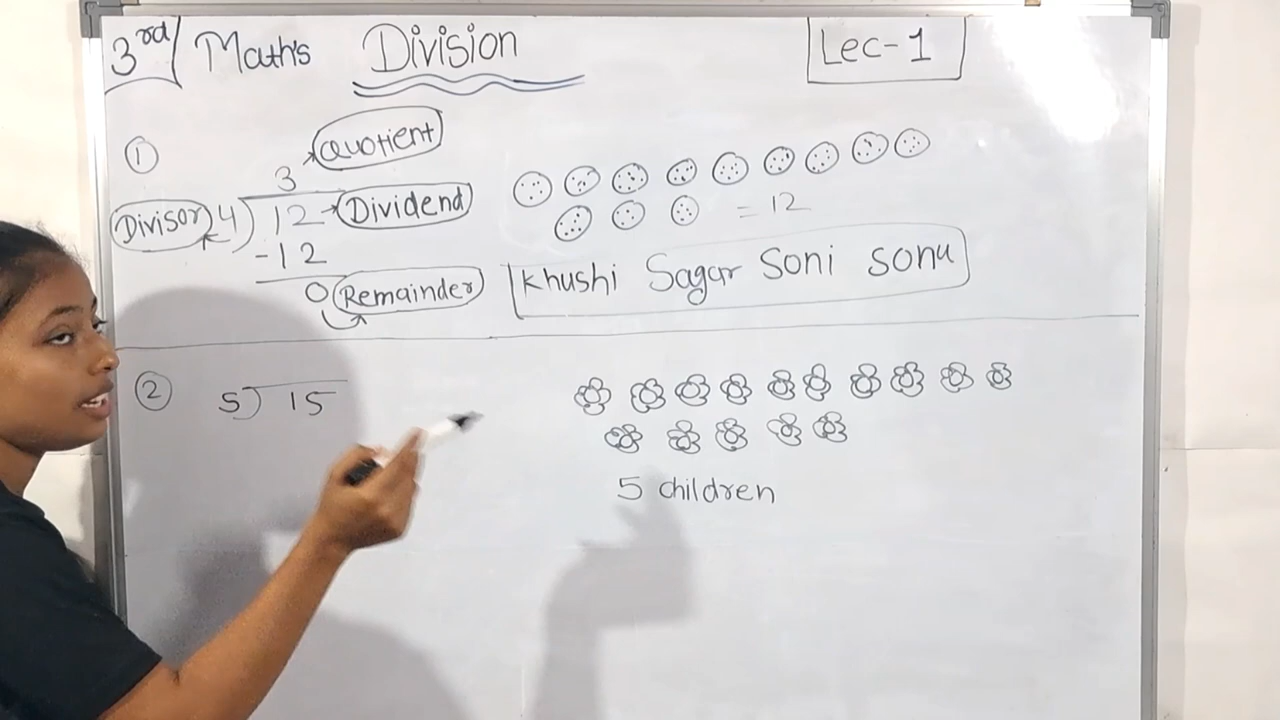 3rd Maths Division Lec-1
① Quotient
3
Divisor 4) 12 Dividend
= 12
-12
Khushi Sagar Soni Sonu
0 Remainder
② 5) 15
5 children